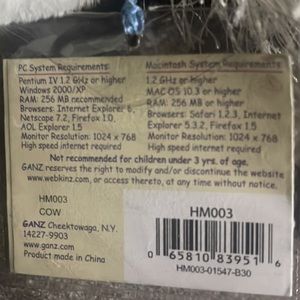 PC System Requirements:
Pentium IV 1.2 GHz or higher
Windows 2000/XP
RAM: 256 MB recommended
Browsers: Internet Explorer 6,
Netscape 7.2, Firefox 1.0,
AOL Explorer 1.5
Monitor Resolution: 1024 x 768
High speed internet required
Macintosh System Requirements:
1.2 GHz or higher
MAC OS 10.3 or higher
RAM: 256 MB or higher
Browsers: Safari 1.2.3, Internet
Explorer 5.3.2, Firefox 1.5
Monitor Resolution: 1024 x 768
High speed internet required
Not recommended for children under 3 yrs. of age.
GANZ reserves the right to modify and/or discontinue the website
www.webkinz.com, or access thereto, at any time without notice.
HM003
COW
GANZ Cheektowaga, N.Y.
14227-9903
www.ganz.com
Product made in China
HM003
0 65810 83951 6
HM003-01547-B30